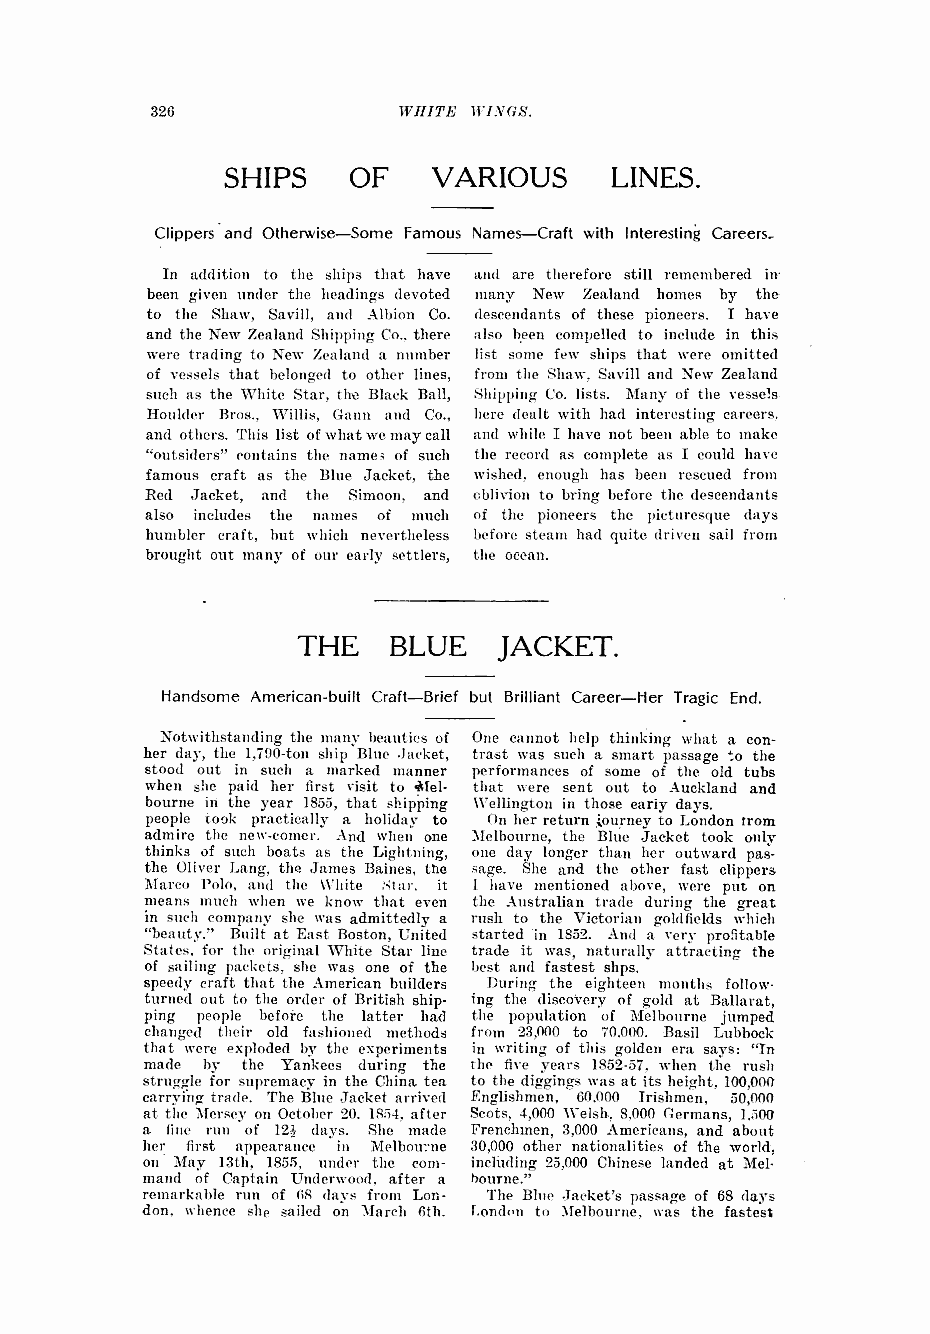 326
WHITE WINGS.
SHIPS OF VARIOUS LINES.
Clippers and Otherwise—Some Famous Names—Craft with Interesting Careers.
In addition to the ships that have
been given under the headings devoted
to the Shaw, Savill, and Albion Co.
and the New Zealand Shipping Co., there
were trading to New Zealand a number
of vessels that belonged to other lines,
such as the White Star, the Black Ball,
Houlder Bros., Willis, Gann and Co.,
and others. This list of what we may call
“outsiders” contains the names of such
famous craft as the Blue Jacket, the
Red Jacket, and the Simoon, and
also includes the names of much
humbler craft, but which nevertheless
brought out many of our early settlers,
and are therefore still remembered in
many New Zealand homes by the
descendants of these pioneers. I have
also been compelled to include in this
list some few ships that were omitted
from the Shaw, Savill and New Zealand
Shipping Co. lists. Many of the vessels
here dealt with had interesting careers,
and while I have not been able to make
the record as complete as I could have
wished, enough has been rescued from
oblivion to bring before the descendants
of the pioneers the picturesque days
before steam had quite driven sail from
the ocean.
THE BLUE JACKET.
Handsome American-built Craft—Brief but Brilliant Career—Her Tragic End.
Notwithstanding the many beauties of
her day, the 1,790-ton ship Blue Jacket,
stood out in such a marked manner
when she paid her first visit to Mel-
bourne in the year 1855, that shipping
people took practically a holiday to
admire the new-comer. And when one
thinks of such boats as the Lightning,
the Oliver Lang, the James Baines, the
Marco Polo, and the White Star, it
means much when we know that even
in such company she was admittedly a
“beauty.” Built at East Boston, United
States, for the original White Star line
of sailing packets, she was one of the
speedy craft that the American builders
turned out to the order of British ship-
ping people before the latter had
changed their old fashioned methods
that were exploded by the experiments
made by the Yankees during the
struggle for supremacy in the China tea
carrying trade. The Blue Jacket arrived
at the Mersey on October 20, 1854, after
a fine run of 12½ days. She made
her first appearance in Melbourne
on May 13th, 1855, under the com-
mand of Captain Underwood, after a
remarkable run of 68 days from Lon-
don, whence she sailed on March 6th.
One cannot help thinking what a con-
trast was such a smart passage to the
performances of some of the old tubs
that were sent out to Auckland and
Wellington in those early days.
On her return journey to London from
Melbourne, the Blue Jacket took only
one day longer than her outward pas-
sage. She and the other fast clippers
I have mentioned above, were put on
the Australian trade during the great
rush to the Victorian goldfields which
started in 1852. And a very profitable
trade it was, naturally attracting the
best and fastest shps.
During the eighteen months follow-
ing the discovery of gold at Ballarat,
the population of Melbourne jumped
from 23,000 to 70,000. Basil Lubbock
in writing of this golden era says: “In
the five years 1852-57, when the rush
to the diggings was at its height, 100,000
Englishmen, 60,000 Irishmen, 50,000
Scots, 4,000 Welsh, 8,000 Germans, 1,500
Frenchmen, 3,000 Americans, and about
30,000 other nationalities of the world,
including 25,000 Chinese landed at Mel-
bourne.”
The Blue Jacket's passage of 68 days
London to Melbourne, was the fastest